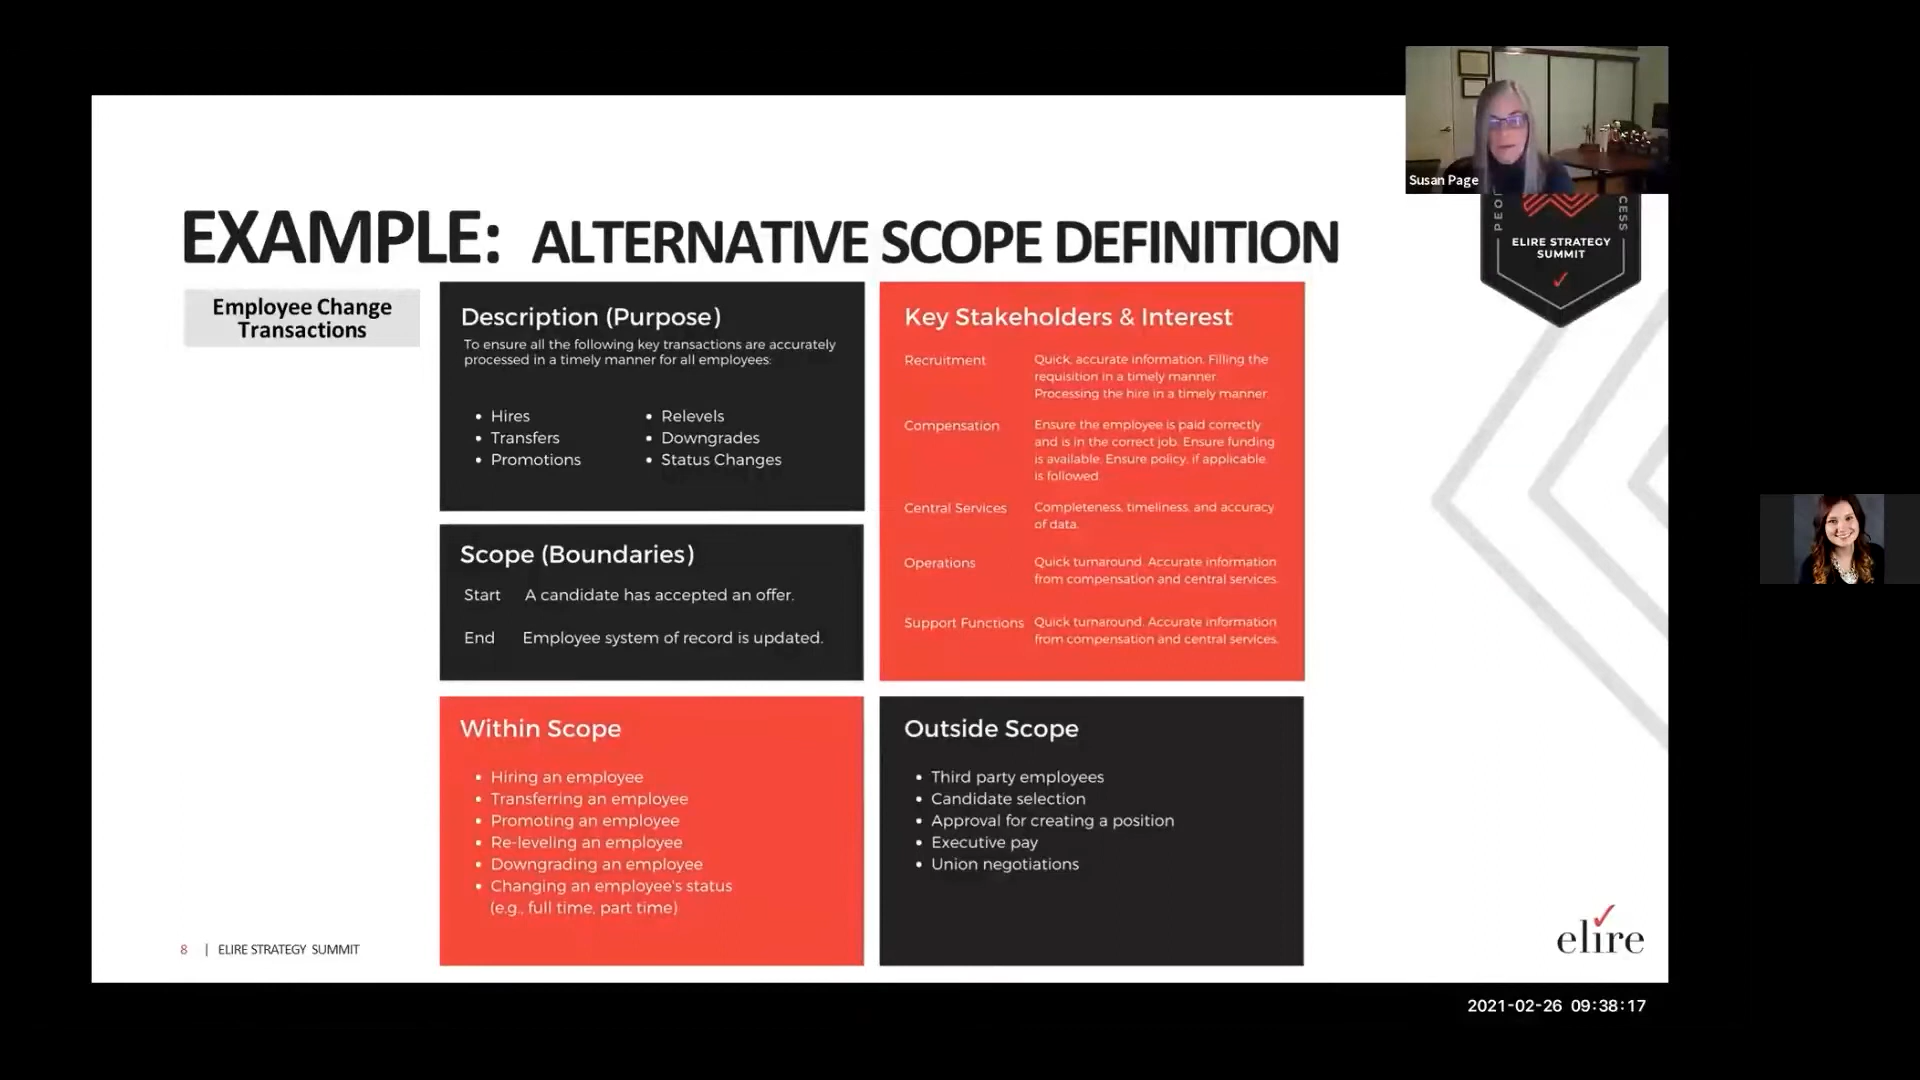 Susan Page
PEOP
CESS
ELIRE STRATEGY
SUMMIT
EXAMPLE: ALTERNATIVE SCOPE DEFINITION
Employee Change
Transactions
Description (Purpose)
To ensure all the following key transactions are accurately
processed in a timely manner for all employees:
• Hires
• Transfers
• Promotions
• Relevels
• Downgrades
• Status Changes
Scope (Boundaries)
Start A candidate has accepted an offer.
End Employee system of record is updated.
Key Stakeholders & Interest
Recruitment Quick, accurate information. Filling the
requisition in a timely manner.
Processing the hire in a timely manner.
Compensation Ensure the employee is paid correctly
and is in the correct job. Ensure funding
is available. Ensure policy, if applicable
is followed.
Central Services Completeness, timeliness, and accuracy
of data.
Operations Quick turnaround. Accurate information
from compensation and central services.
Support Functions Quick turnaround. Accurate information
from compensation and central services.
Within Scope
• Hiring an employee
• Transferring an employee
• Promoting an employee
• Re-leveling an employee
• Downgrading an employee
• Changing an employee's status
(e.g., full time, part time)
Outside Scope
• Third party employees
• Candidate selection
• Approval for creating a position
• Executive pay
• Union negotiations
8 | ELIRE STRATEGY SUMMIT
elire
2021-02-26 09:38:17